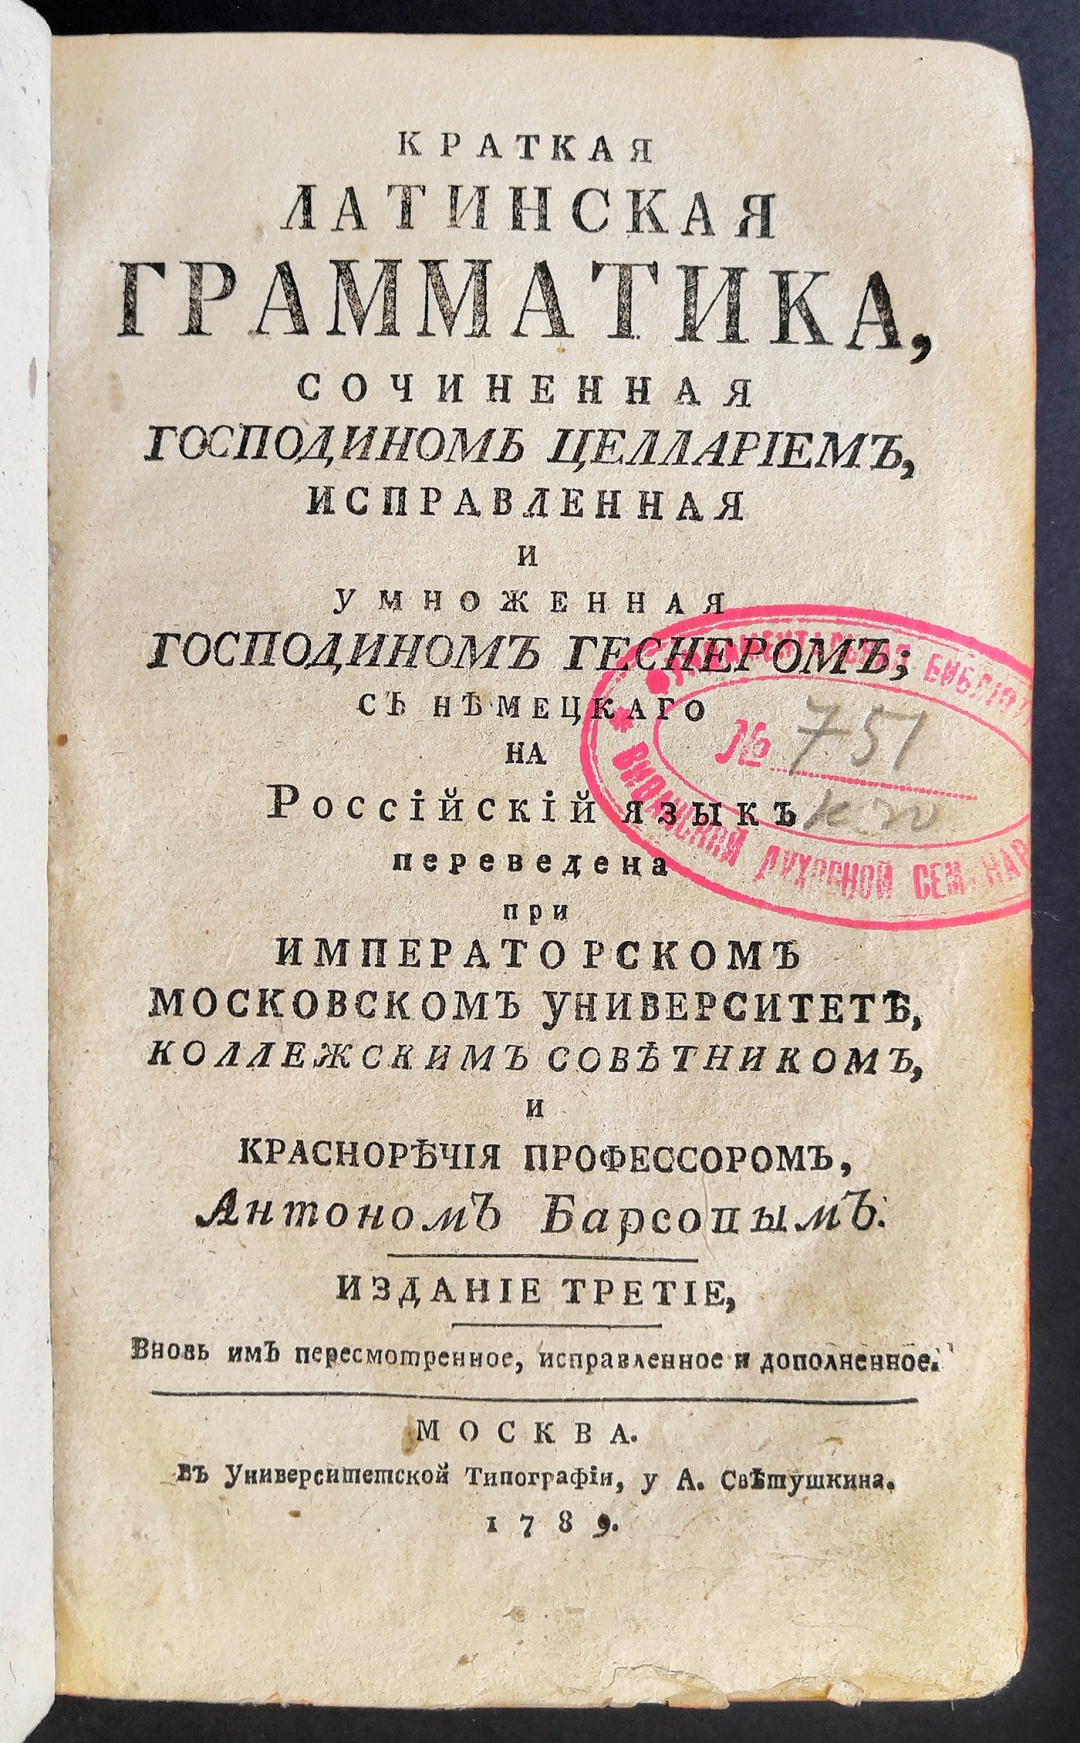 КРАТКАЯ
ЛАТИНСКАЯ
ГРАММАТИКА,
СОЧИНЕННАЯ
ГОСПОДИНОМЪ ЦЕЛЛАРІЕМЪ,
ИСПРАВЛЕННАЯ
И
УМНОЖЕННАЯ
ГОСПОДИНОМЪ ГЕСНЕРОМЪ;
СЪ НѢМЕЦКАГО
НА
Россійскій языкъ
переведена
при
ИМПЕРАТОРСКОМЪ
МОСКОВСКОМЪ УНИВЕРСИТЕТѢ,
КОЛЛЕЖСКИМЪ СОВѢТНИКОМЪ,
И
КРАСНОРѢЧІЯ ПРОФЕССОРОМЪ,
Антономъ Барсовымъ.
ИЗДАНІЕ ТРЕТІЕ,
Вновь имъ пересмотренное, исправленное и дополненное.
МОСКВА.
Въ Университетской Типографіи, у А. Свѣтушкина.
1789.
№ 751
ДУХОВНОЙ